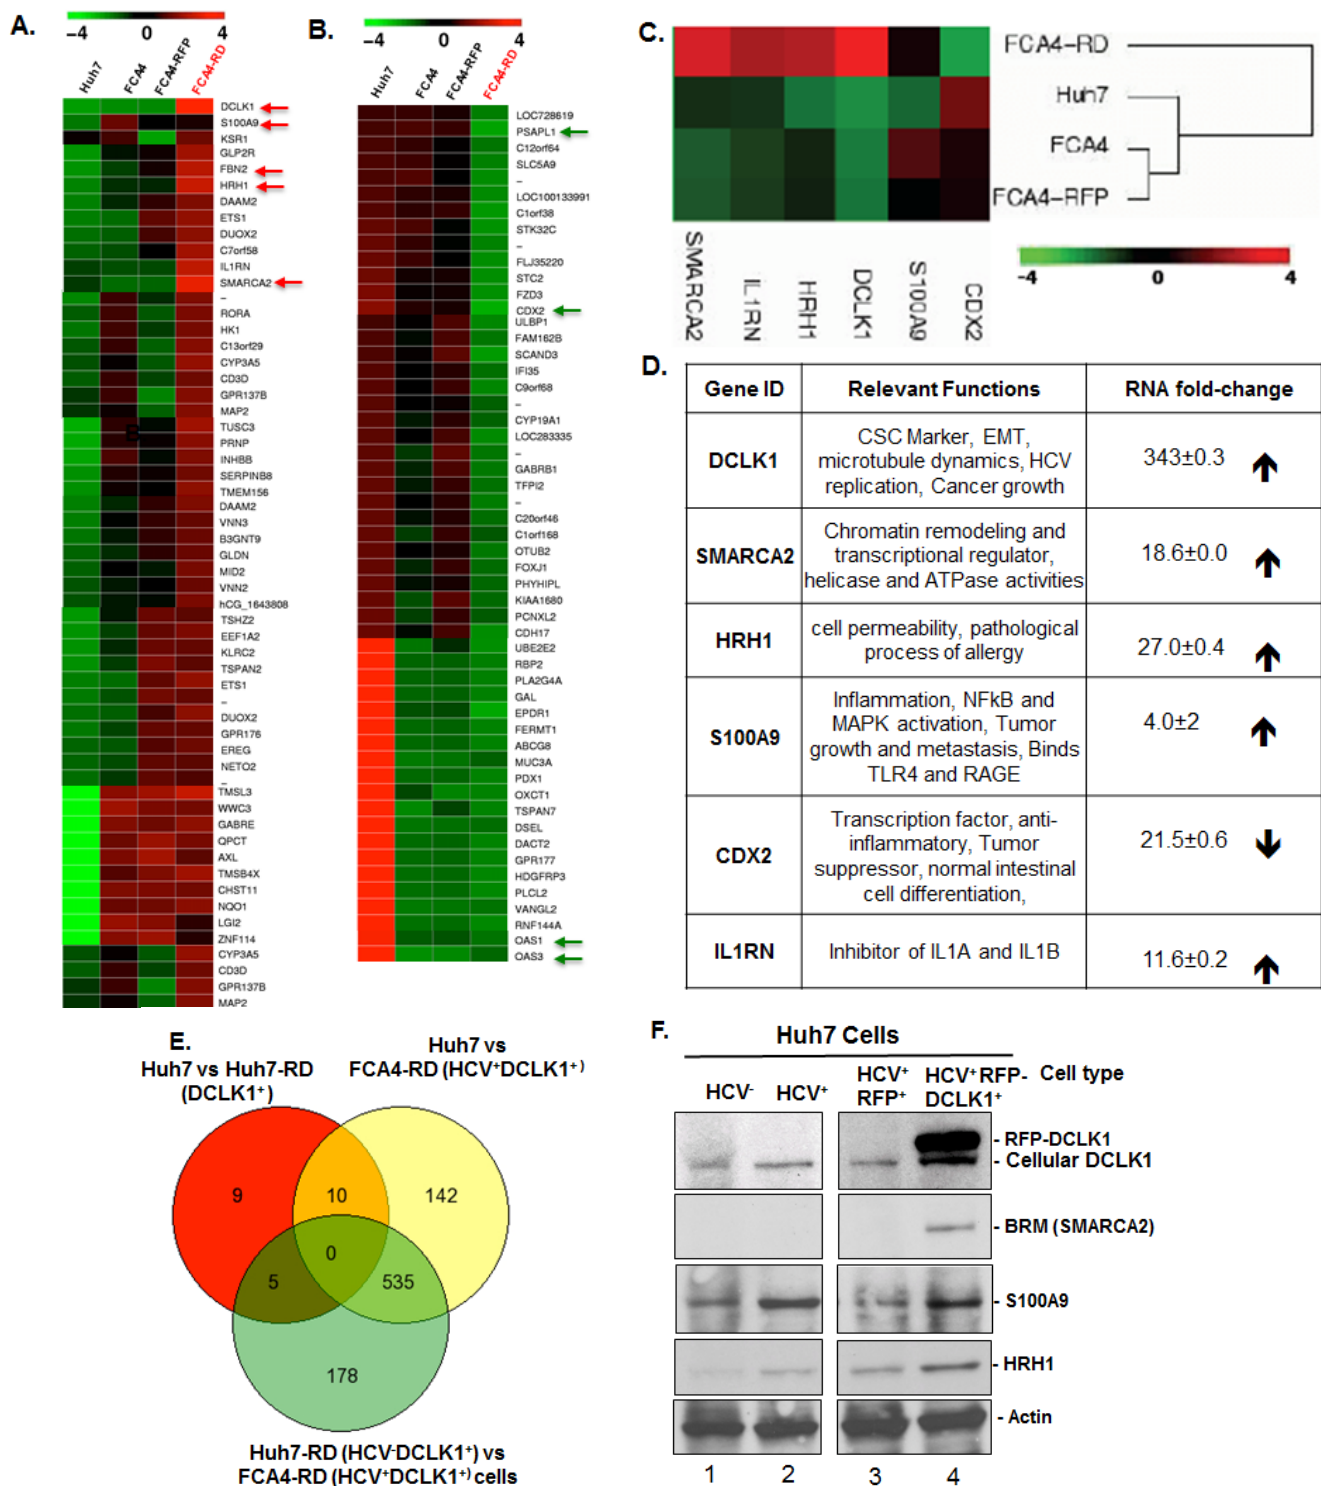 A.
-4
0
4
Huh7
FCA4
FCA4-RFP
FCA4-RD
DCLK1
S100A9
KSR1
GLP2R
FBN2
HRH1
DAAM2
ETS1
DUOX2
C7orf58
IL1RN
SMARCA2
–
RORA
HK1
C13orf29
CYP3A5
CD3D
GPR137B
MAP2
TUSC3
PRNP
INHBB
SERPINB8
TMEM156
DAAM2
VNN3
B3GNT9
GLDN
MID2
VNN2
hCG_1643808
TSHZ2
EEF1A2
KLRC2
TSPAN2
ETS1
–
DUOX2
GPR176
EREG
NETO2
–
TMSL3
WWC3
GABRE
QPCT
AXL
TMSB4X
CHST11
NQO1
LGI2
ZNF114
CYP3A5
CD3D
GPR137B
MAP2
B
B.
-4
0
4
Huh7
FCA4
FCA4-RFP
FCA4-RD
LOC728619
PSAPL1
C12orf64
SLC5A9
–
LOC100133991
C1orf38
STK32C
–
FLJ35220
STC2
FZD3
CDX2
ULBP1
FAM162B
SCAND3
IFI35
C9orf68
–
CYP19A1
LOC283335
–
GABRB1
TFPI2
–
C20orf46
C1orf168
OTUB2
FOXJ1
PHYHIPL
KIAA1680
PCNXL2
CDH17
UBE2E2
RBP2
PLA2G4A
GAL
EPDR1
FERMT1
ABCG8
MUC3A
PDX1
OXCT1
TSPAN7
DSEL
DACT2
GPR177
HDGFRP3
PLCL2
VANGL2
RNF144A
OAS1
OAS3
C.
FCA4-RD
Huh7
FCA4
FCA4-RFP
SMARCA2
IL1RN
HRH1
DCLK1
S100A9
CDX2
-4
0
4
D.
Gene ID
Relevant Functions
RNA fold-change
DCLK1
CSC Marker, EMT,
microtubule dynamics, HCV
replication, Cancer growth
343±0.3
SMARCA2
Chromatin remodeling and
transcriptional regulator,
helicase and ATPase activities
18.6±0.0
HRH1
cell permeability, pathological
process of allergy
27.0±0.4
S100A9
Inflammation, NFkB and
MAPK activation, Tumor
growth and metastasis, Binds
TLR4 and RAGE
4.0±2
CDX2
Transcription factor, anti-
inflammatory, Tumor
suppressor, normal intestinal
cell differentiation,
21.5±0.6
IL1RN
Inhibitor of IL1A and IL1B
11.6±0.2
E.
Huh7 vs Huh7-RD
(DCLK1⁺)
Huh7 vs
FCA4-RD (HCV⁺DCLK1⁺)
9
10
142
0
5
535
178
Huh7-RD (HCV⁻DCLK1⁺) vs
FCA4-RD (HCV⁺DCLK1⁺) cells
F.
Huh7 Cells
HCV⁻
HCV⁺
HCV⁺
RFP⁺
HCV⁺RFP-
DCLK1⁺
Cell type
- RFP-DCLK1
- Cellular DCLK1
- BRM (SMARCA2)
- S100A9
- HRH1
- Actin
1
2
3
4